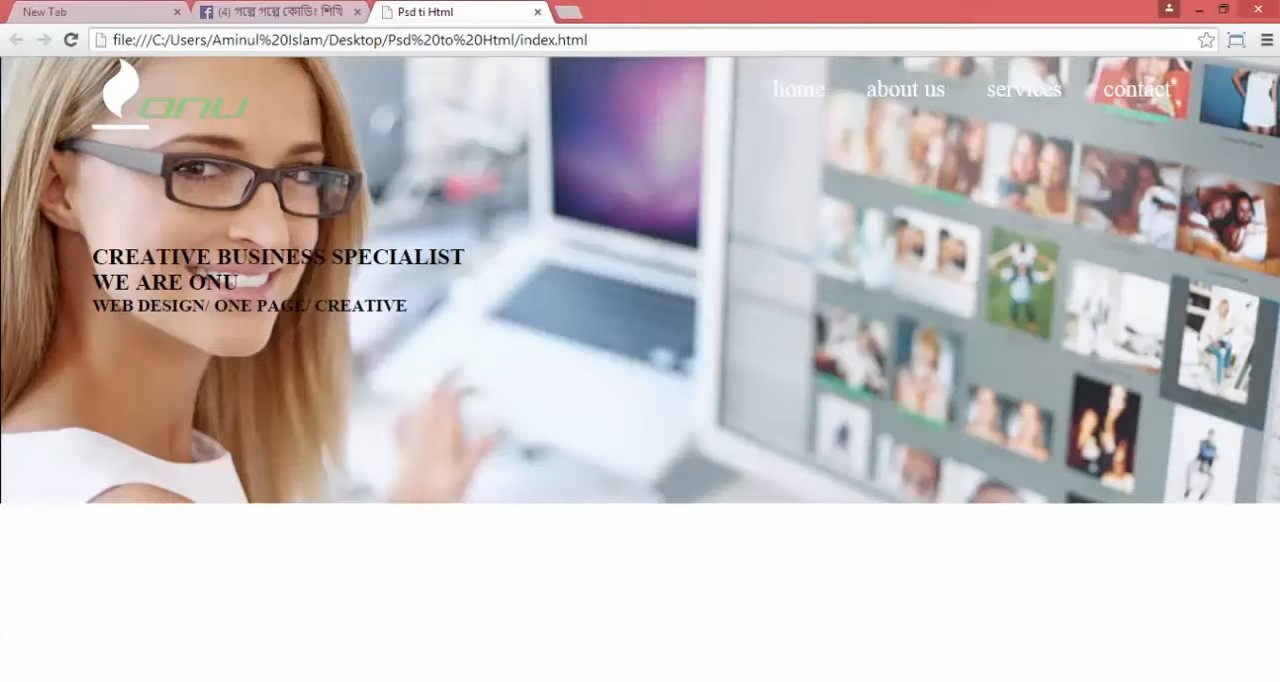 New Tab
(4) গল্পে গল্পে কোডিং শিখি
Psd ti Html
file:///C:/Users/Aminul%20Islam/Desktop/Psd%20to%20Html/index.html
onu
home about us services contact
CREATIVE BUSINESS SPECIALIST
WE ARE ONU
WEB DESIGN/ ONE PAGE/ CREATIVE